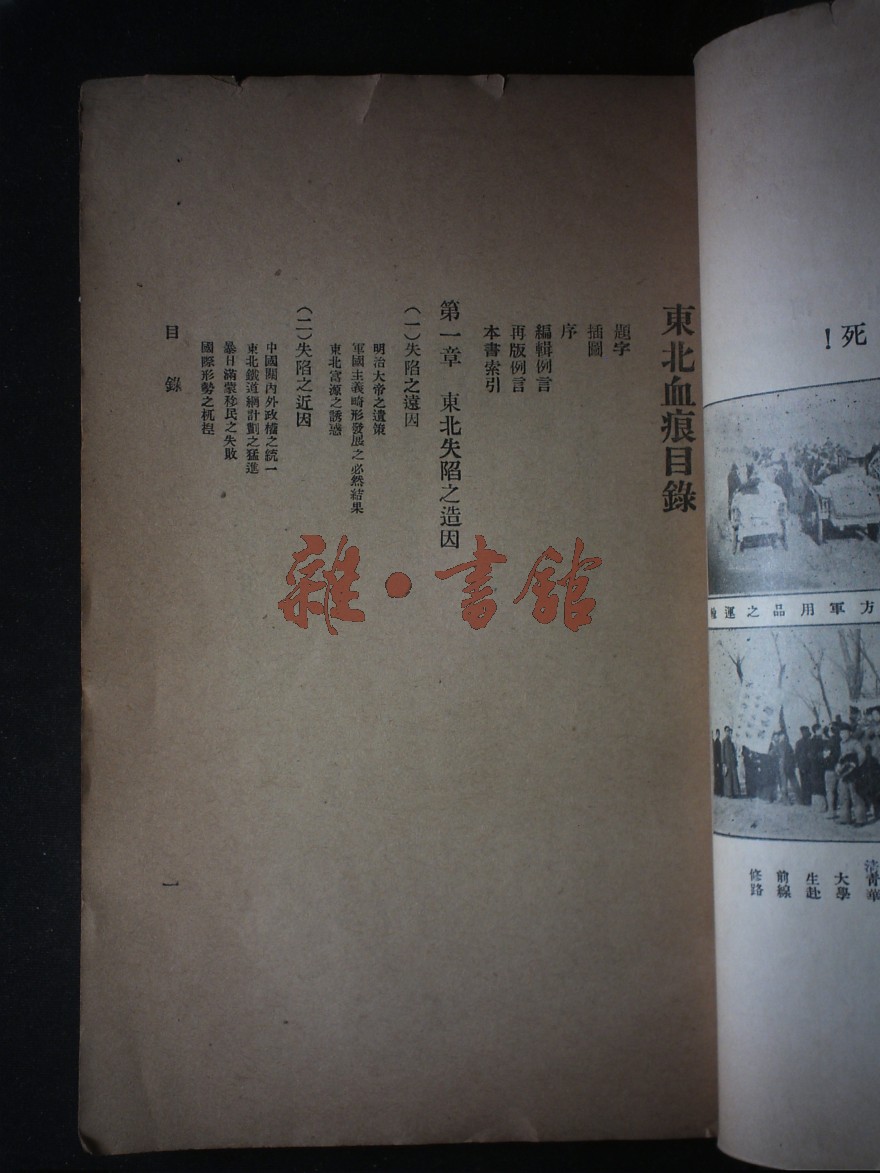 東北血痕目錄
題字
插圖
序
編輯例言
再版例言
本書索引
第一章　東北失陷之造因
（一）失陷之遠因
明治大帝之遺策
軍國主義畸形發展之必然結果
東北富源之誘惑
（二）失陷之近因
中國關內外政權之統一
東北鐵道網計劃之猛進
暴日滿蒙移民之失敗
國際形勢之杌隉
目錄
一
雜·書館
死！
方軍用品之運輸
清華
大學
生赴
前線
修路